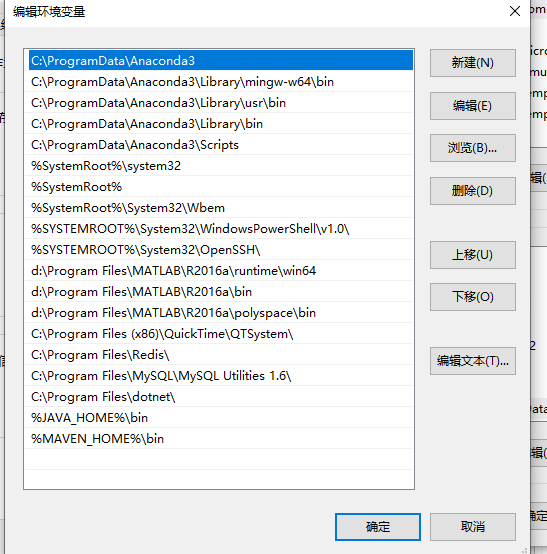 编辑环境变量
C:\ProgramData\Anaconda3
C:\ProgramData\Anaconda3\Library\mingw-w64\bin
C:\ProgramData\Anaconda3\Library\usr\bin
C:\ProgramData\Anaconda3\Library\bin
C:\ProgramData\Anaconda3\Scripts
%SystemRoot%\system32
%SystemRoot%
%SystemRoot%\System32\Wbem
%SYSTEMROOT%\System32\WindowsPowerShell\v1.0\
%SYSTEMROOT%\System32\OpenSSH\
d:\Program Files\MATLAB\R2016a\runtime\win64
d:\Program Files\MATLAB\R2016a\bin
d:\Program Files\MATLAB\R2016a\polyspace\bin
C:\Program Files (x86)\QuickTime\QTSystem\
C:\Program Files\Redis\
C:\Program Files\MySQL\MySQL Utilities 1.6\
C:\Program Files\dotnet\
%JAVA_HOME%\bin
%MAVEN_HOME%\bin
新建(N)
编辑(E)
浏览(B)...
删除(D)
上移(U)
下移(O)
编辑文本(T)...
确定
取消